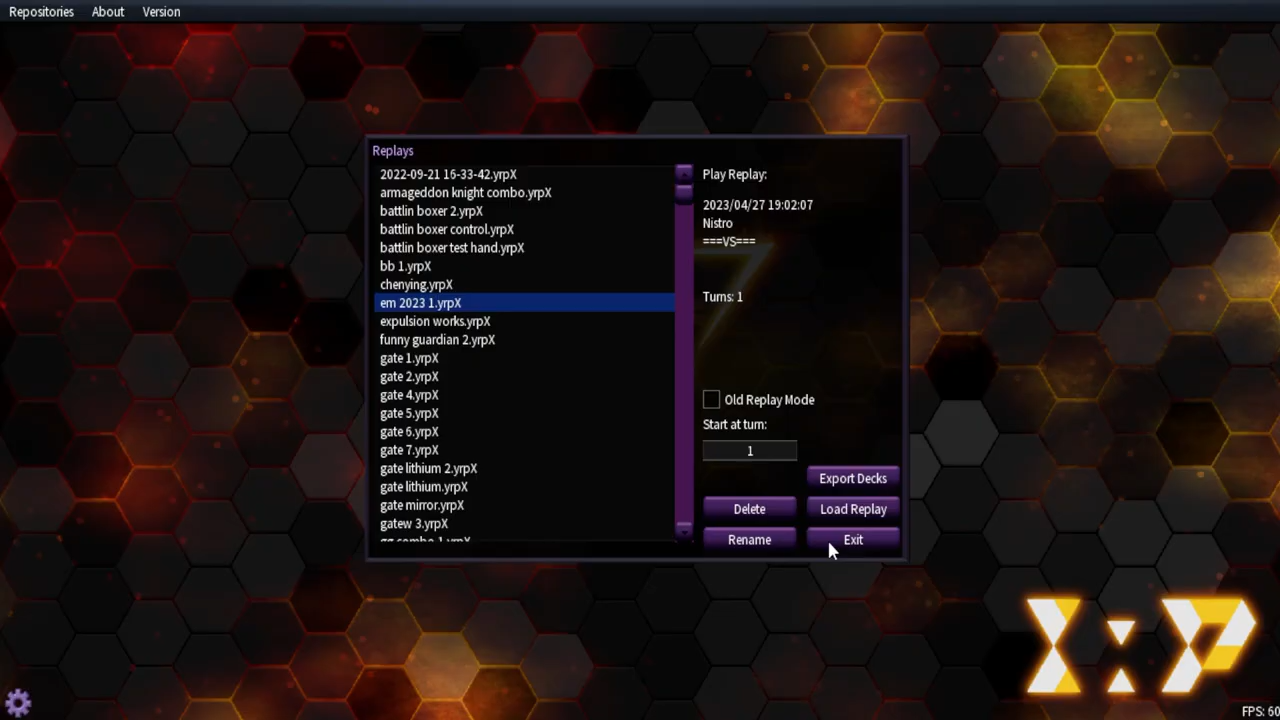 Repositories About Version
Replays
2022-09-21 16-33-42.yrpX
armageddon knight combo.yrpX
battlin boxer 2.yrpX
battlin boxer control.yrpX
battlin boxer test hand.yrpX
bb 1.yrpX
chenying.yrpX
em 2023 1.yrpX
expulsion works.yrpX
funny guardian 2.yrpX
gate 1.yrpX
gate 2.yrpX
gate 4.yrpX
gate 5.yrpX
gate 6.yrpX
gate 7.yrpX
gate lithium 2.yrpX
gate lithium.yrpX
gate mirror.yrpX
gatew 3.yrpX
gg combo 1.yrpX
Play Replay:
2023/04/27 19:02:07
Nistro
===VS===
Turns: 1
Old Replay Mode
Start at turn:
1
Export Decks
Delete Load Replay
Rename Exit
X:P
FPS: 60